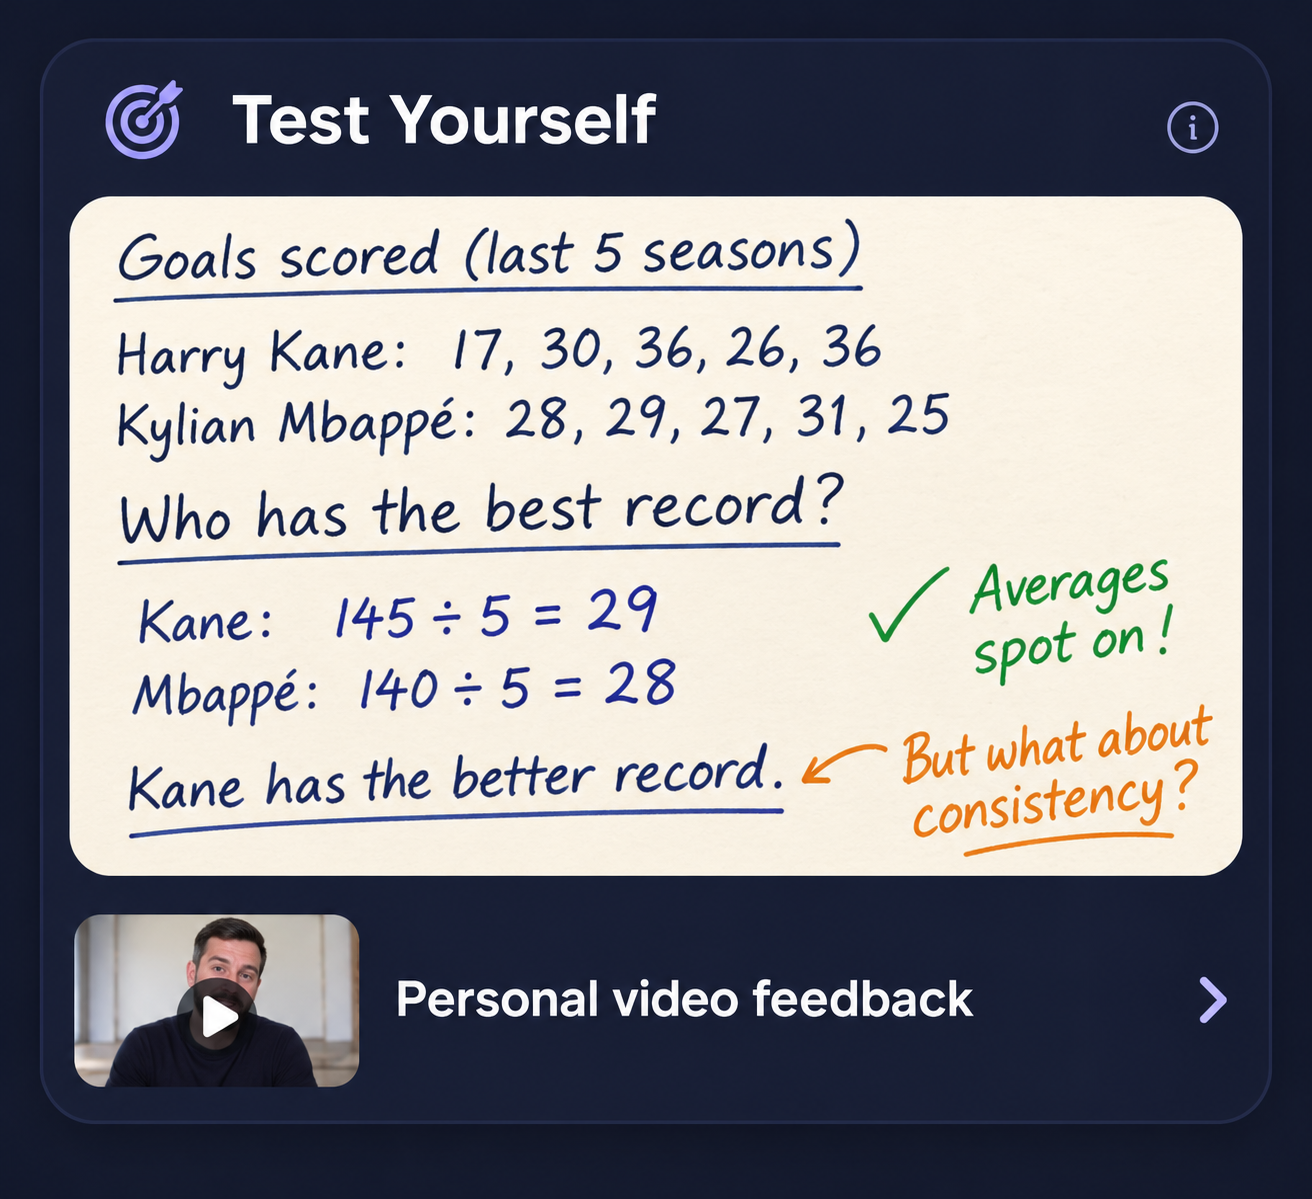 Test Yourself
Goals scored (last 5 seasons)
Harry Kane: 17, 30, 36, 26, 36
Kylian Mbappé: 28, 29, 27, 31, 25
Who has the best record?
Kane: 145 ÷ 5 = 29
Mbappé: 140 ÷ 5 = 28
Averages
spot on!
Kane has the better record.
But what about
consistency?
Personal video feedback